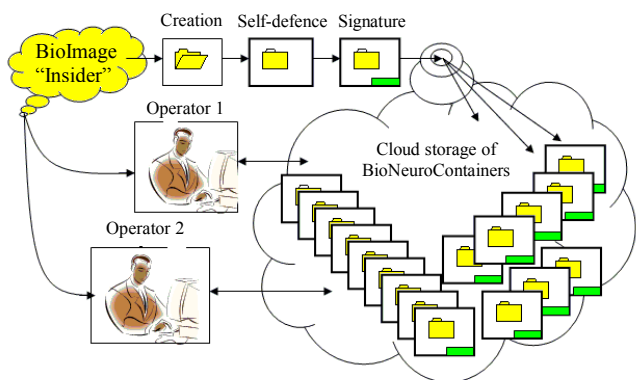 Creation
Self-defence
Signature
BioImage
“Insider”
Operator 1
Cloud storage of
BioNeuroContainers
Operator 2